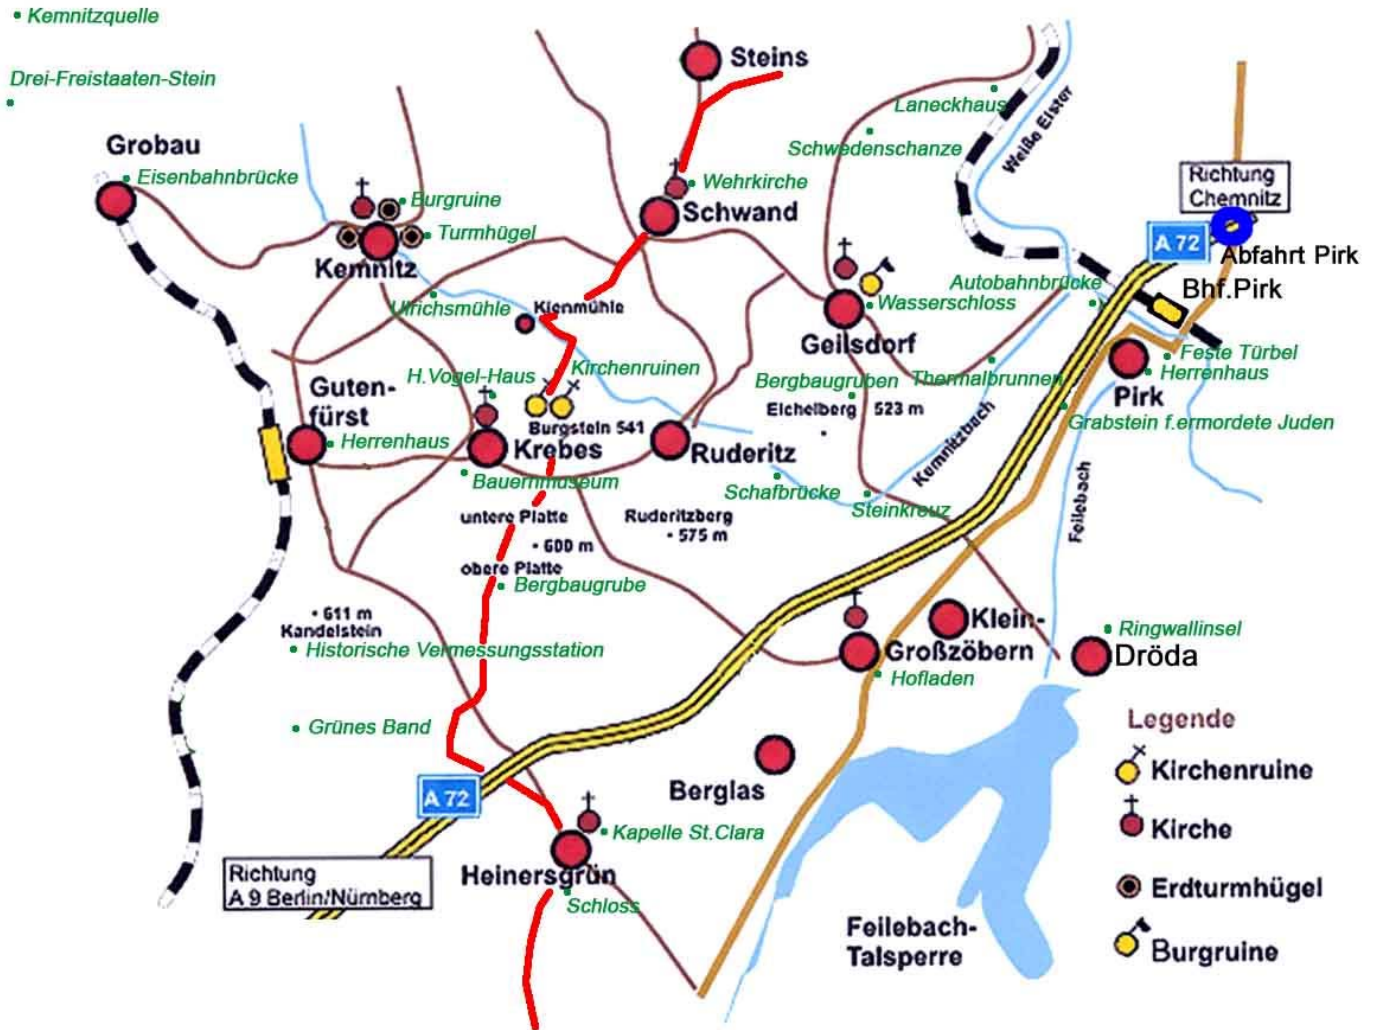 Kemnitzquelle
Drei-Freistaaten-Stein
Steins
Laneckhaus
Weiße Elster
Schwedenschanze
Grobau
Eisenbahnbrücke
Wehrkirche
Richtung
Chemnitz
Burgruine
Schwand
Turmhügel
A 72
Abfahrt Pirk
Kemnitz
Autobahnbrücke
Bhf.Pirk
Ulrichsmühle
Kienmühle
Wasserschloss
Geilsdorf
Feste Türbel
Kirchenruinen
Herrenhaus
H.Vogel-Haus
Bergbaugruben
Thermalbrunnen
Pirk
Guten-
fürst
Eichelberg 523 m
Grabstein f.ermordete Juden
Burgstein 541
Herrenhaus
Krebes
Ruderitz
Kemnitzbach
Bauernmuseum
Schafbrücke
Steinkreuz
Feilebach
untere Platte
Ruderitzberg
575 m
600 m
obere Platte
Bergbaugrube
611 m
Kandelstein
Klein-
Ringwallinsel
Historische Vermessungsstation
Großzöbern
Dröda
Hofladen
Grünes Band
Legende
Kirchenruine
Berglas
A 72
Kapelle St.Clara
Kirche
Richtung
A 9 Berlin/Nürnberg
Heinersgrün
Erdturmhügel
Schloss
Feilebach-
Talsperre
Burgruine